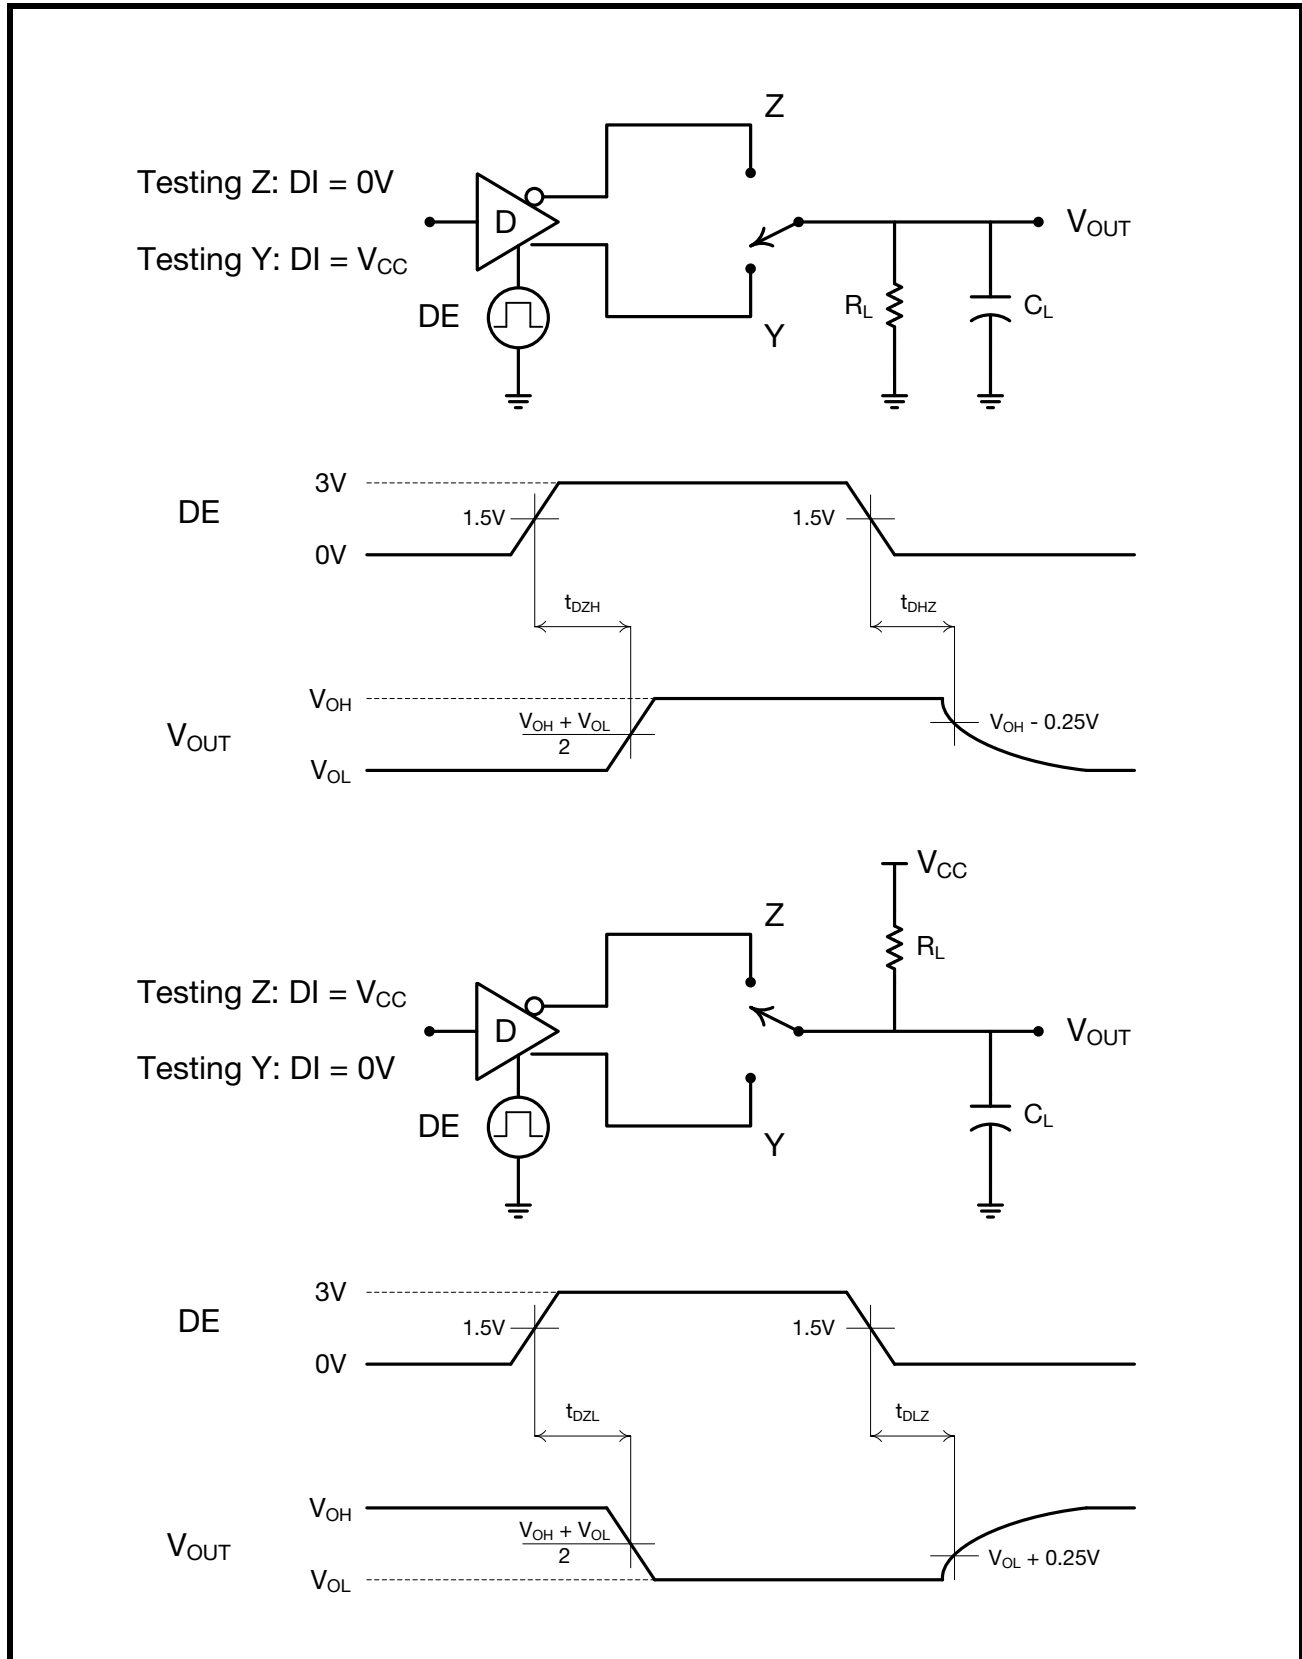 Z
Testing Z: DI = 0V
D
V_OUT
Testing Y: DI = V_CC
DE
R_L
C_L
Y
3V
DE
1.5V
1.5V
0V
t_DZH
t_DHZ
V_OH
V_OUT
V_OH + V_OL
2
V_OH - 0.25V
V_OL
V_CC
Z
R_L
Testing Z: DI = V_CC
D
V_OUT
Testing Y: DI = 0V
DE
C_L
Y
3V
DE
1.5V
1.5V
0V
t_DZL
t_DLZ
V_OH
V_OUT
V_OH + V_OL
2
V_OL + 0.25V
V_OL